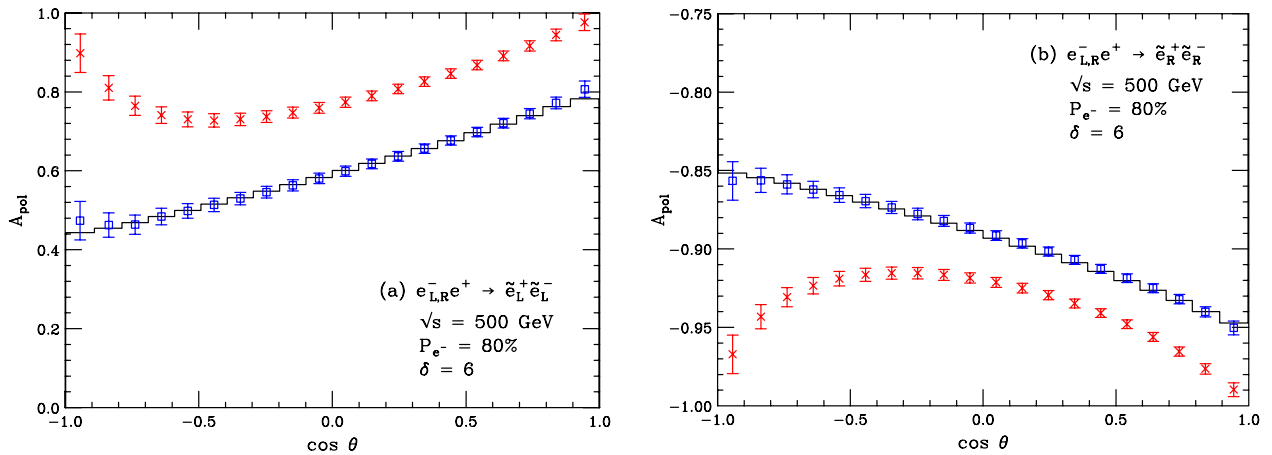 1.0
0.8
0.6
0.4
0.2
0.0
A_pol
(a) e⁻_L,R e⁺ → ẽ_L⁺ẽ_L⁻
√s = 500 GeV
P_e⁻ = 80%
δ = 6
−1.0 −0.5 0.0 0.5 1.0
cos θ
−0.75
−0.80
−0.85
−0.90
−0.95
−1.00
A_pol
(b) e⁻_L,R e⁺ → ẽ_R⁺ẽ_R⁻
√s = 500 GeV
P_e⁻ = 80%
δ = 6
−1.0 −0.5 0.0 0.5 1.0
cos θ